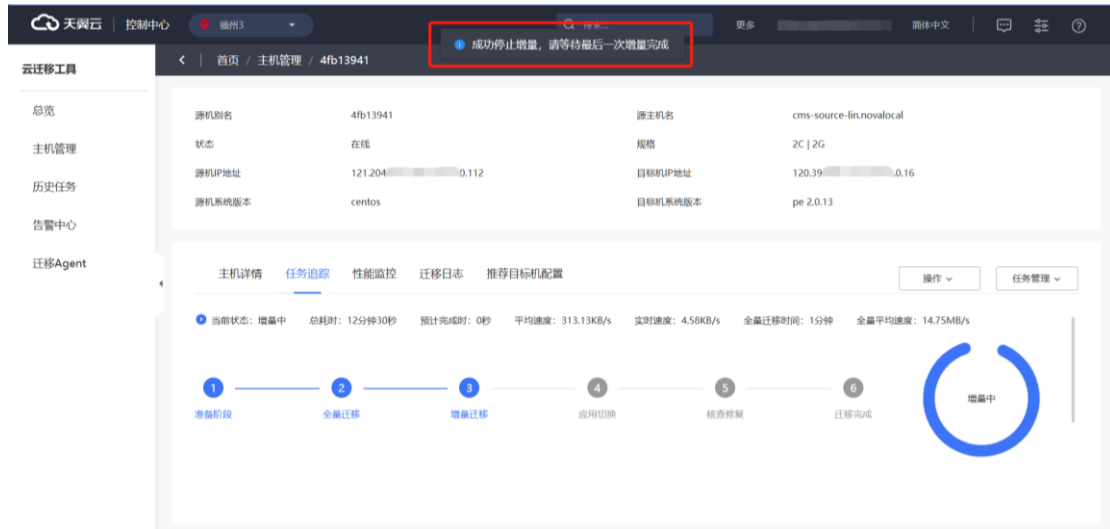 天翼云 控制中心 福州3 搜索... 更多 简体中文
成功停止增量，请等待最后一次增量完成
云迁移工具
首页 / 主机管理 / 4fb13941
总览
主机管理
历史任务
告警中心
迁移Agent
源机别名 4fb13941 源主机名 cms-source-lin.novalocal
状态 在线 规格 2C | 2G
源机IP地址 121.204 0.112 目标机IP地址 120.39 .0.16
源机系统版本 centos 目标机系统版本 pe 2.0.13
主机详情 任务追踪 性能监控 迁移日志 推荐目标机配置 操作 任务管理
当前状态：增量中 总耗时：12分钟30秒 预计完成时：0秒 平均速度：313.13KB/s 实时速度：4.58KB/s 全量迁移时间：1分钟 全量平均速度：14.75MB/s
1 2 3 4 5 6
准备阶段 全量迁移 增量迁移 应用切换 核查修复 迁移完成
增量中